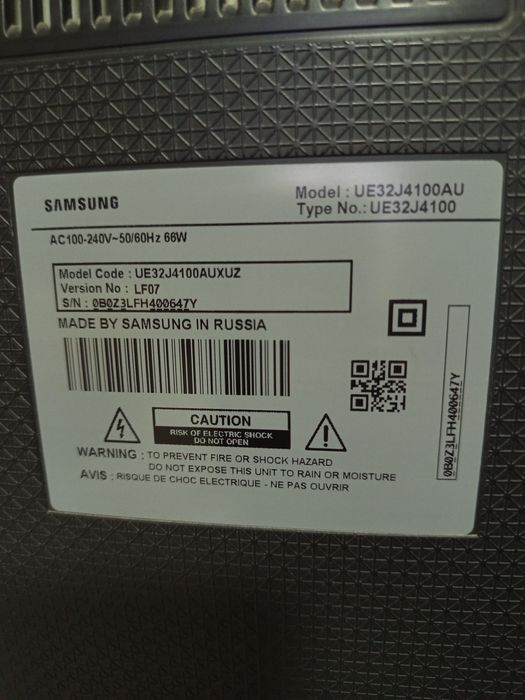 SAMSUNG
Model : UE32J4100AU
Type No.: UE32J4100
AC100-240V~50/60Hz 66W
Model Code : UE32J4100AUXUZ
Version No : LF07
S/N : 0B0Z3LFH400647Y
MADE BY SAMSUNG IN RUSSIA
CAUTION
RISK OF ELECTRIC SHOCK
DO NOT OPEN
WARNING : TO PREVENT FIRE OR SHOCK HAZARD
DO NOT EXPOSE THIS UNIT TO RAIN OR MOISTURE
AVIS : RISQUE DE CHOC ELECTRIQUE - NE PAS OUVRIR
0B0Z3LFH400647Y